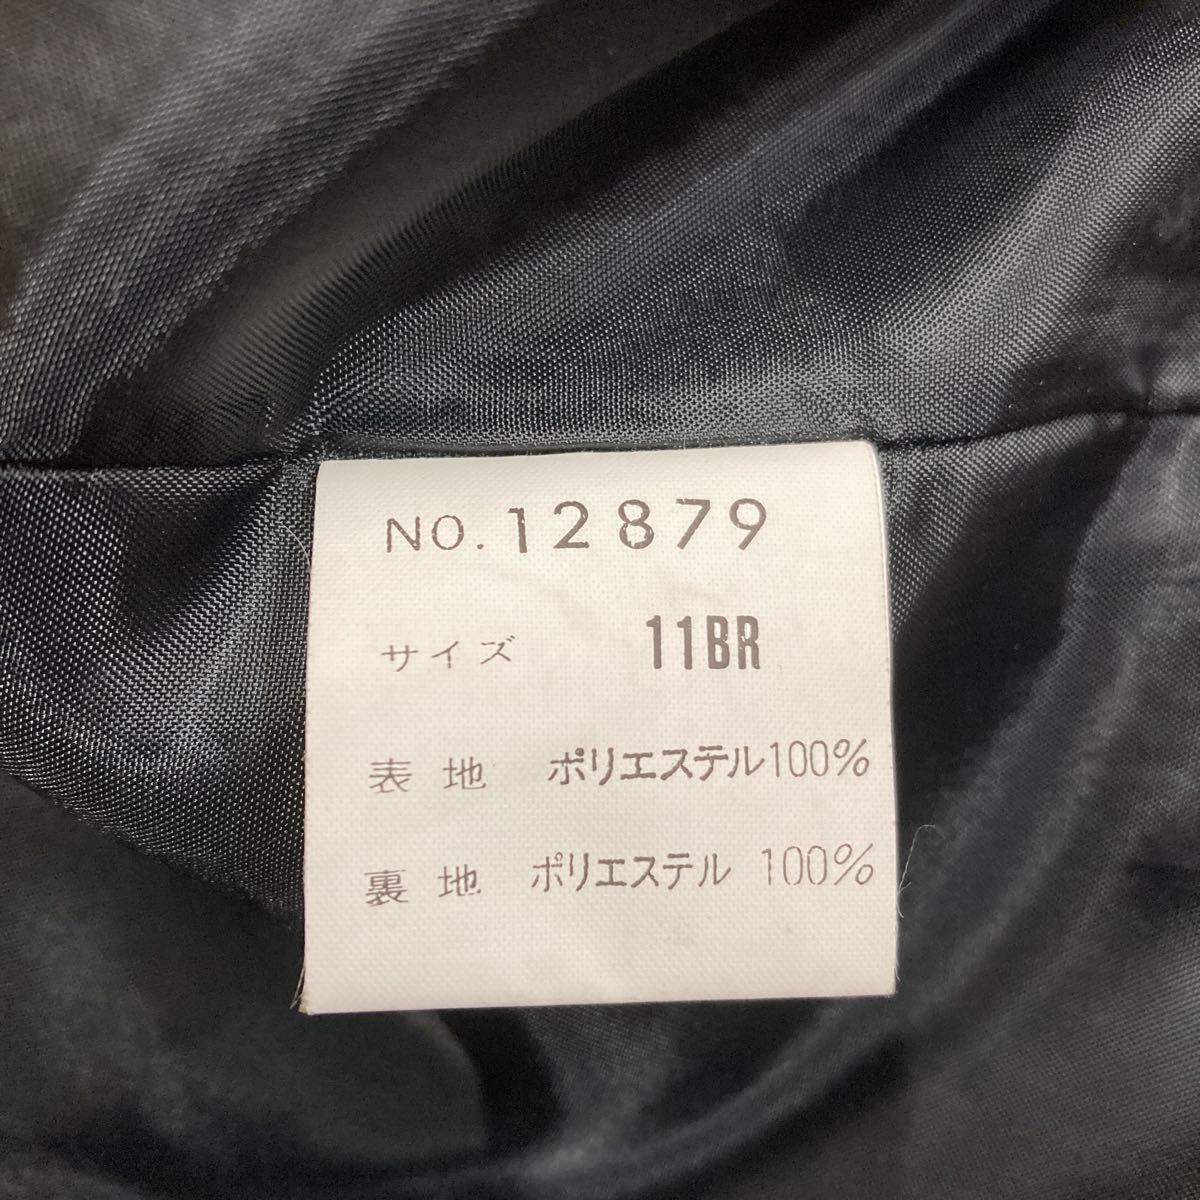 NO. 12879
サイズ 11BR
表地 ポリエステル100%
裏地 ポリエステル 100%